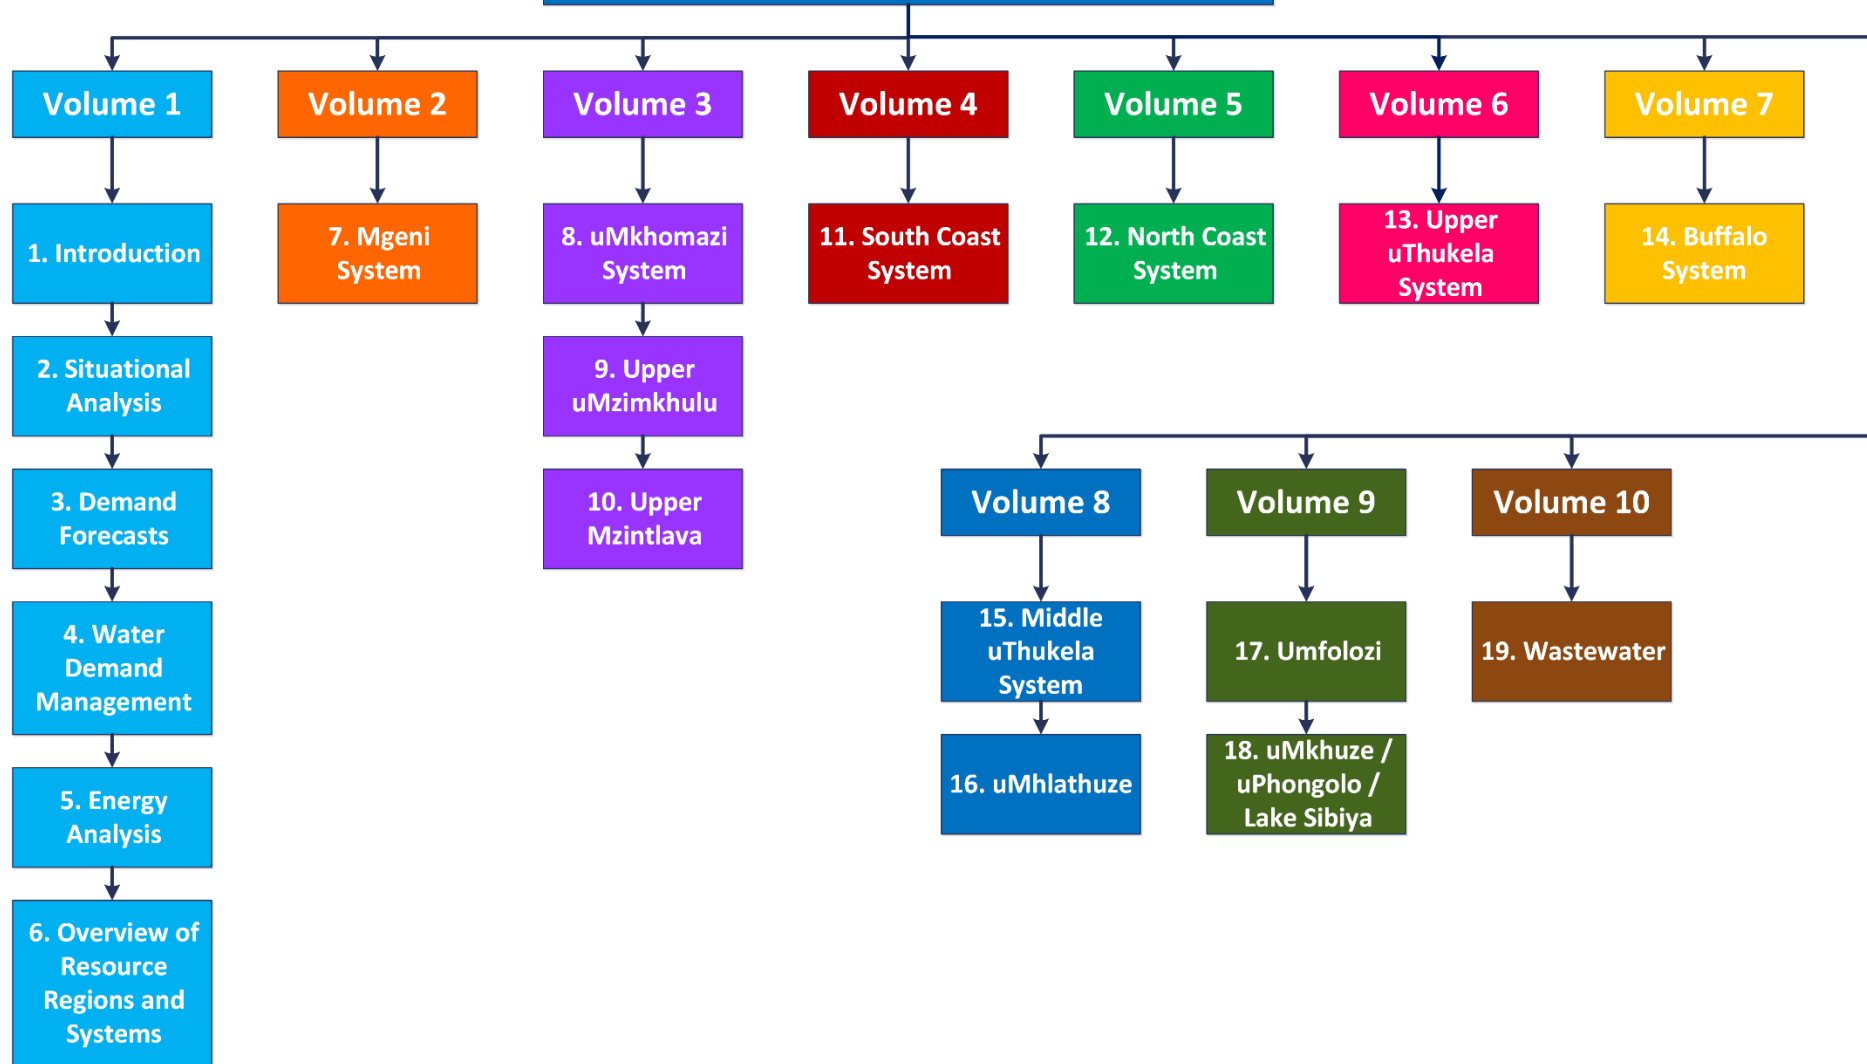 Volume 1
Volume 2
Volume 3
Volume 4
Volume 5
Volume 6
Volume 7
1. Introduction
7. Mgeni
System
8. uMkhomazi
System
11. South Coast
System
12. North Coast
System
13. Upper
uThukela
System
14. Buffalo
System
2. Situational
Analysis
9. Upper
uMzimkhulu
3. Demand
Forecasts
10. Upper
Mzintlava
Volume 8
Volume 9
Volume 10
4. Water
Demand
Management
15. Middle
uThukela
System
17. Umfolozi
19. Wastewater
5. Energy
Analysis
16. uMhlathuze
18. uMkhuze /
uPhongolo /
Lake Sibiya
6. Overview of
Resource
Regions and
Systems